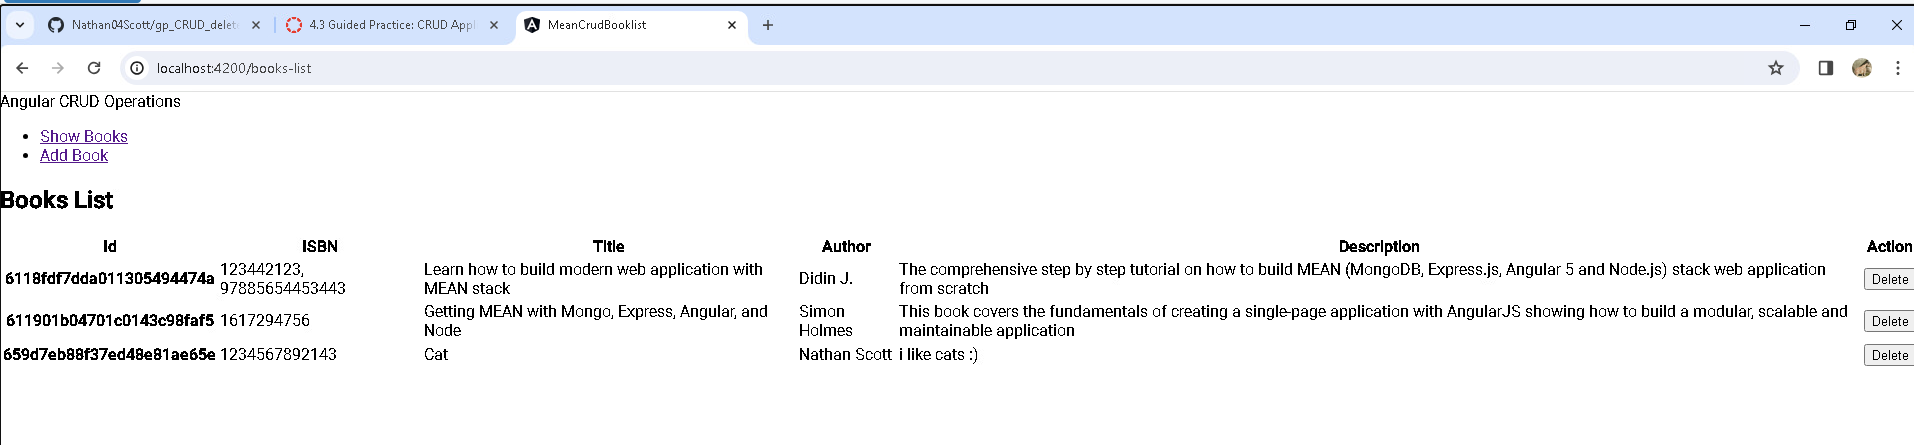 Nathan04Scott/gp_CRUD_delet
4.3 Guided Practice: CRUD Appl
MeanCrudBooklist
localhost:4200/books-list
Angular CRUD Operations
Show Books
Add Book
Books List
Id ISBN Title Author Description Action
6118fdf7dda011305494474a 123442123, 97885654453443 Learn how to build modern web application with MEAN stack Didin J. The comprehensive step by step tutorial on how to build MEAN (MongoDB, Express.js, Angular 5 and Node.js) stack web application from scratch Delete
611901b04701c0143c98faf5 1617294756 Getting MEAN with Mongo, Express, Angular, and Node Simon Holmes This book covers the fundamentals of creating a single-page application with AngularJS showing how to build a modular, scalable and maintainable application Delete
659d7eb88f37ed48e81ae65e 1234567892143 Cat Nathan Scott i like cats :) Delete